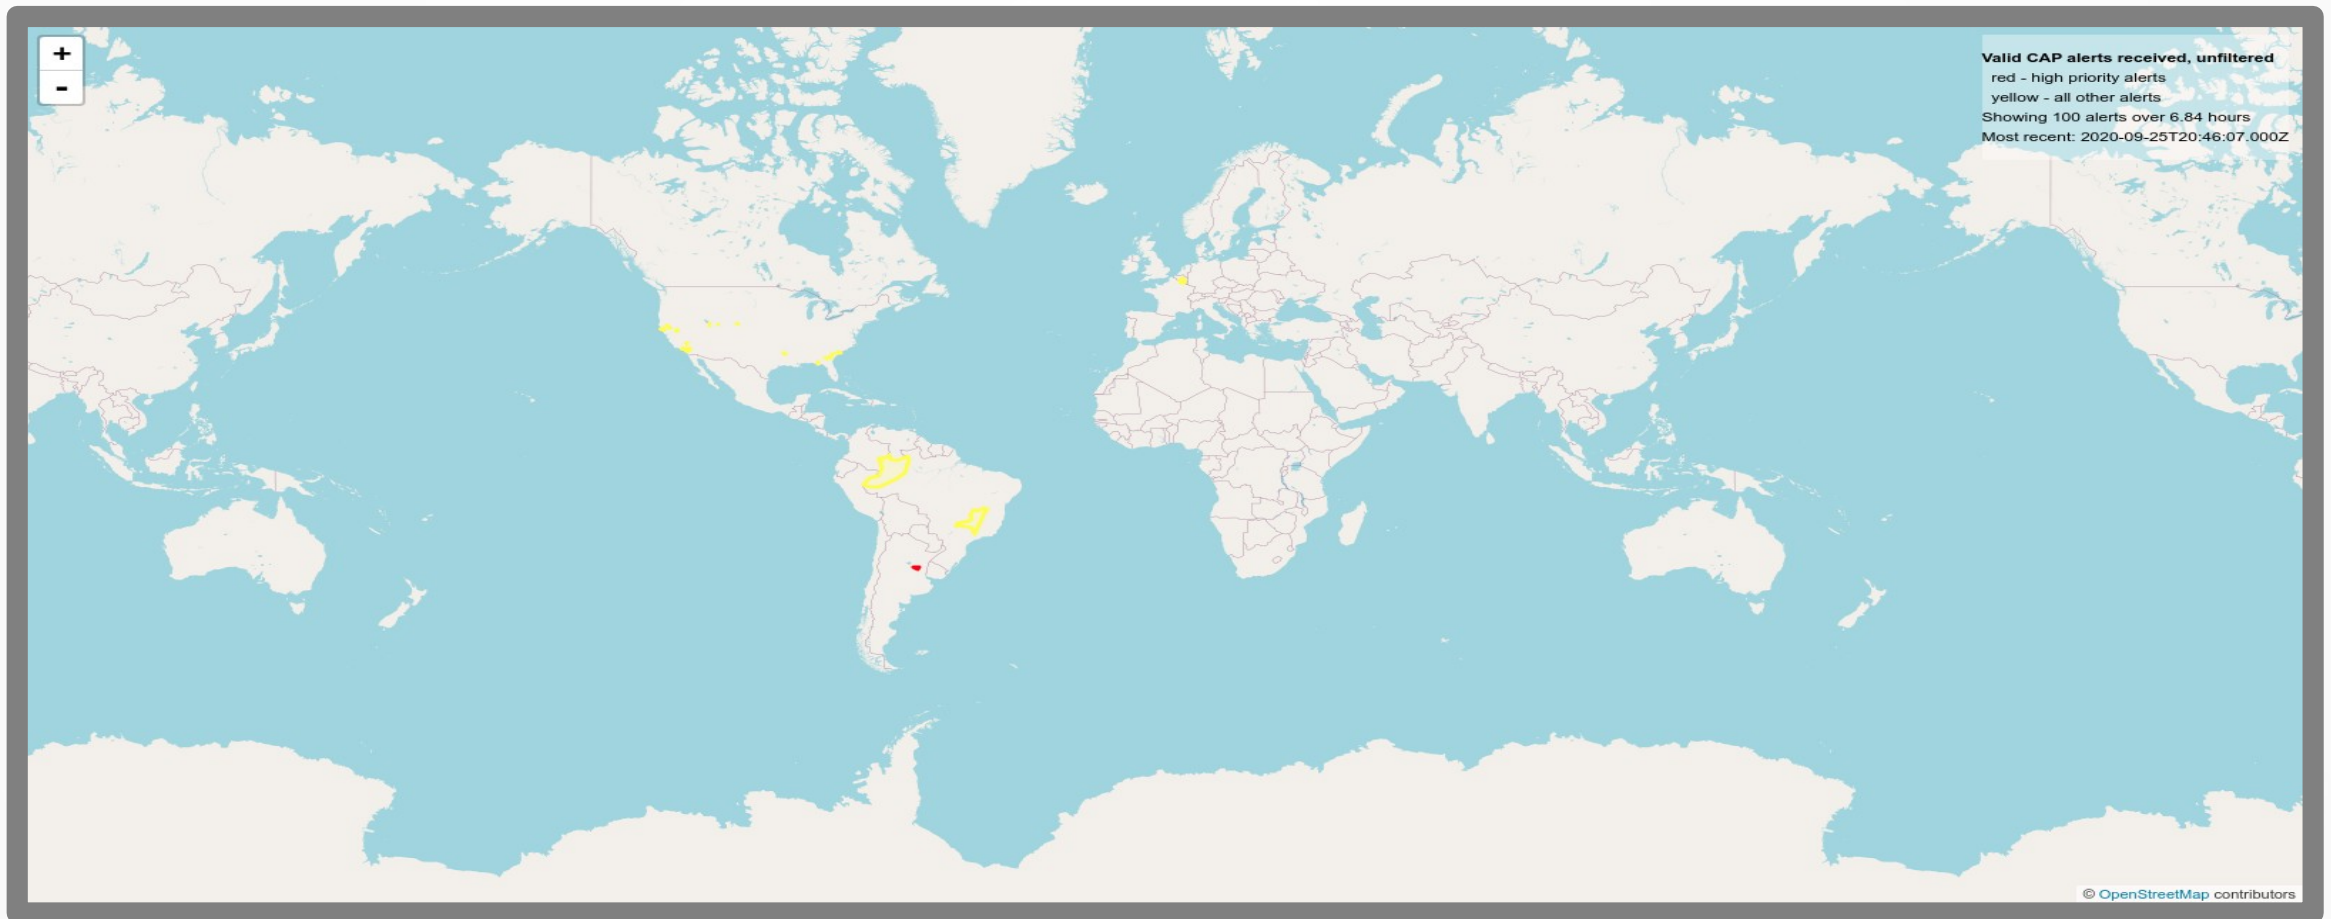 +
-
Valid CAP alerts received, unfiltered
red - high priority alerts
yellow - all other alerts
Showing 100 alerts over 6.84 hours
Most recent: 2020-09-25T20:46:07.000Z
© OpenStreetMap contributors